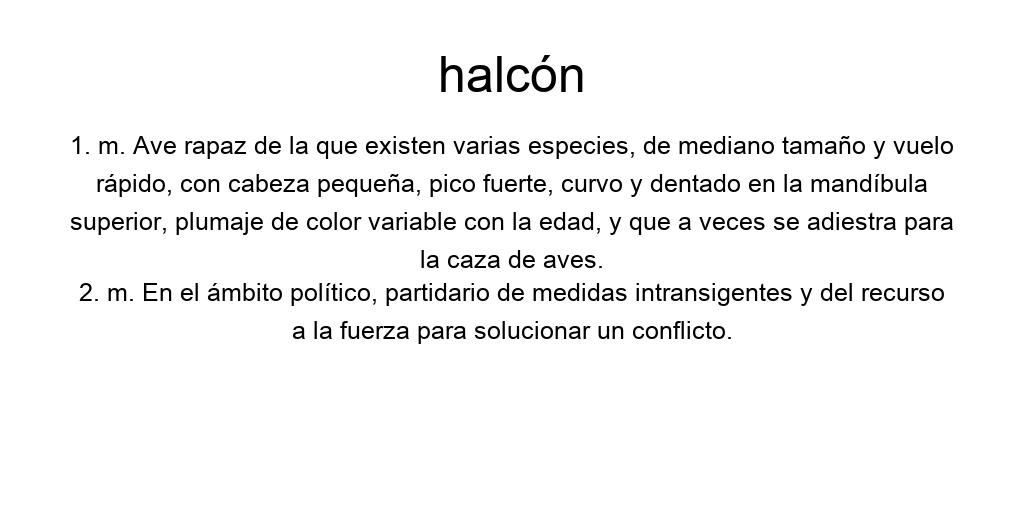 halcón
1. m. Ave rapaz de la que existen varias especies, de mediano tamaño y vuelo
rápido, con cabeza pequeña, pico fuerte, curvo y dentado en la mandíbula
superior, plumaje de color variable con la edad, y que a veces se adiestra para
la caza de aves.
2. m. En el ámbito político, partidario de medidas intransigentes y del recurso
a la fuerza para solucionar un conflicto.